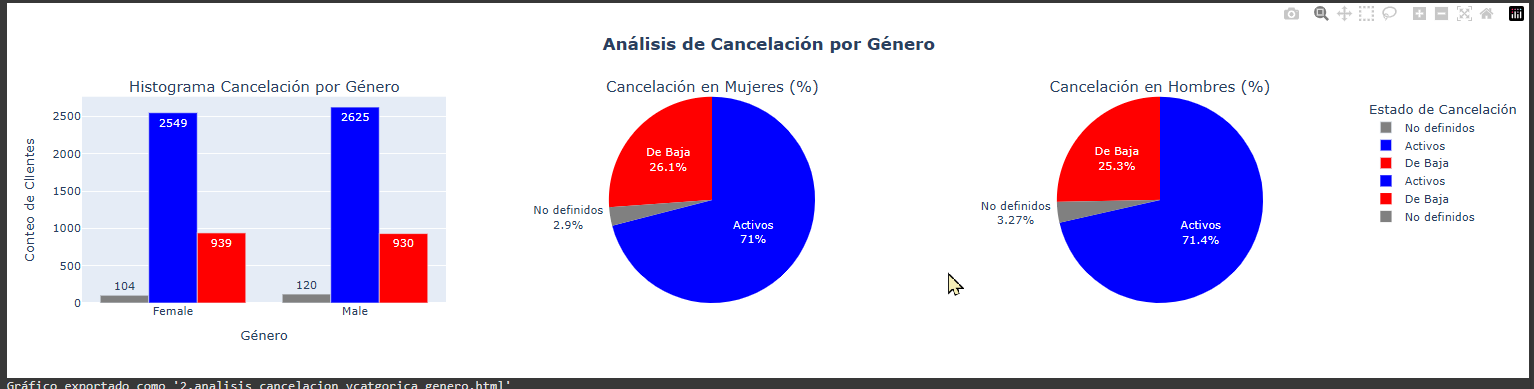 Análisis de Cancelación por Género
Histograma Cancelación por Género
2500
2000
1500
1000
500
0
Conteo de Clientes
104
2549
939
120
2625
930
Female
Male
Género
Cancelación en Mujeres (%)
De Baja
26.1%
No definidos
2.9%
Activos
71%
Cancelación en Hombres (%)
De Baja
25.3%
No definidos
3.27%
Activos
71.4%
Estado de Cancelación
No definidos
Activos
De Baja
Activos
De Baja
No definidos
Gráfico exportado como '2.analisis_cancelacion_vcatgorica_genero.html'